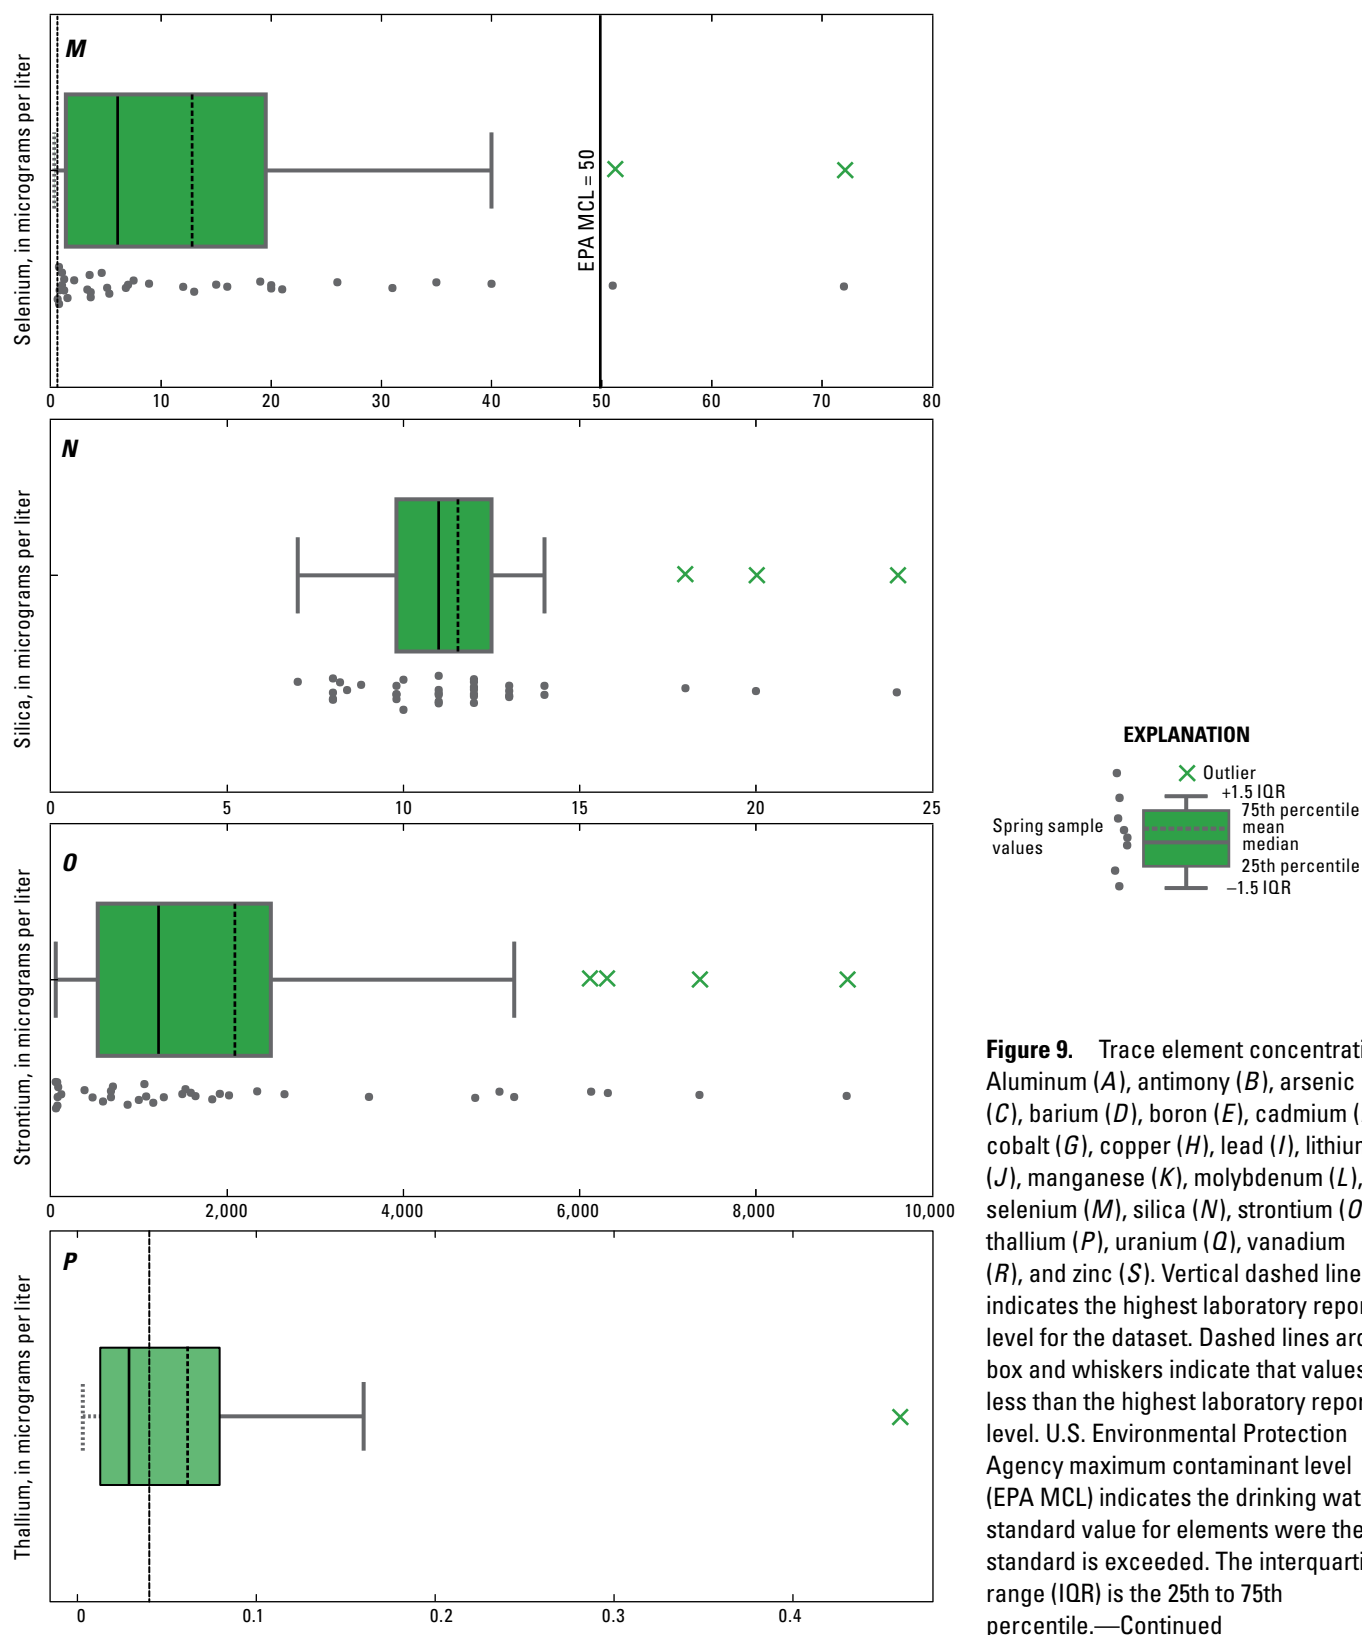 M
Selenium, in micrograms per liter
EPA MCL = 50
0 10 20 30 40 50 60 70 80
N
Silica, in micrograms per liter
0 5 10 15 20 25
O
Strontium, in micrograms per liter
0 2,000 4,000 6,000 8,000 10,000
P
Thallium, in micrograms per liter
0 0.1 0.2 0.3 0.4
EXPLANATION
Outlier
+1.5 IQR
75th percentile
Spring sample
values
mean
median
25th percentile
–1.5 IQR
Figure 9. Trace element
Aluminum (A), antimony (B), arsenic
(C), barium (D), boron (E), cadmium
cobalt (G), copper (H), lead (I),
(J), manganese (K), molybdenum (L),
selenium (M), silica (N), strontium (O
thallium (P), uranium (Q), vanadium
(R), and zinc (S). Vertical dashed line
indicates the highest laboratory
level for the dataset. Dashed lines
box and whiskers indicate that values
less than the highest laboratory
level. U.S. Environmental Protection
Agency maximum contaminant level
(EPA MCL) indicates the drinking
standard value for elements were the
standard is exceeded. The
range (IQR) is the 25th to 75th
percentile.—Continued